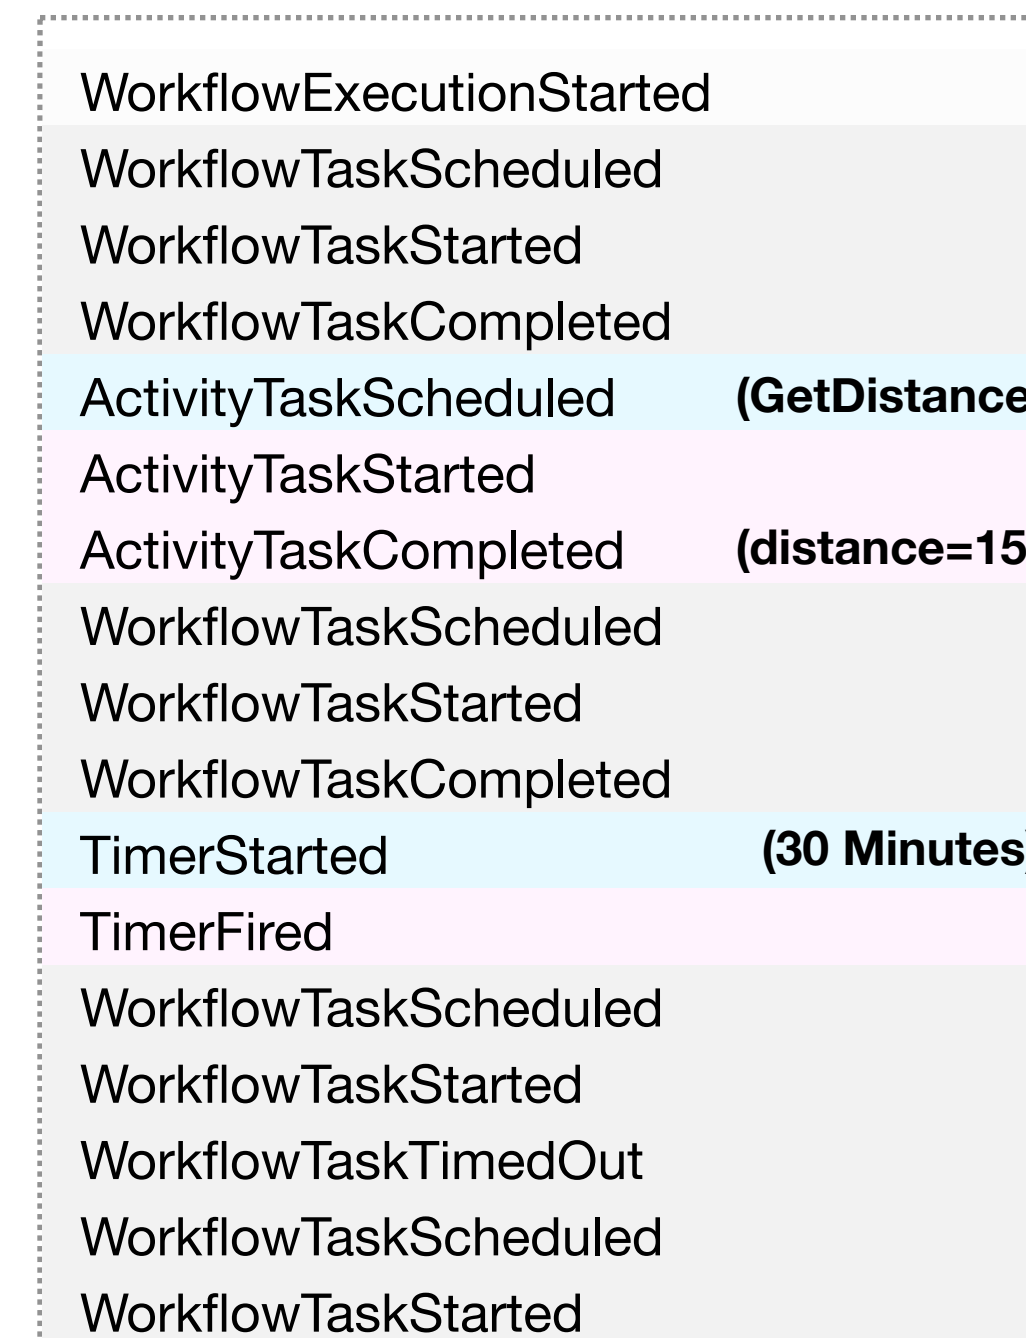 WorkflowExecutionStarted
WorkflowTaskScheduled
WorkflowTaskStarted
WorkflowTaskCompleted
ActivityTaskScheduled (GetDistance
ActivityTaskStarted
ActivityTaskCompleted (distance=15
WorkflowTaskScheduled
WorkflowTaskStarted
WorkflowTaskCompleted
TimerStarted (30 Minutes)
TimerFired
WorkflowTaskScheduled
WorkflowTaskStarted
WorkflowTaskTimedOut
WorkflowTaskScheduled
WorkflowTaskStarted